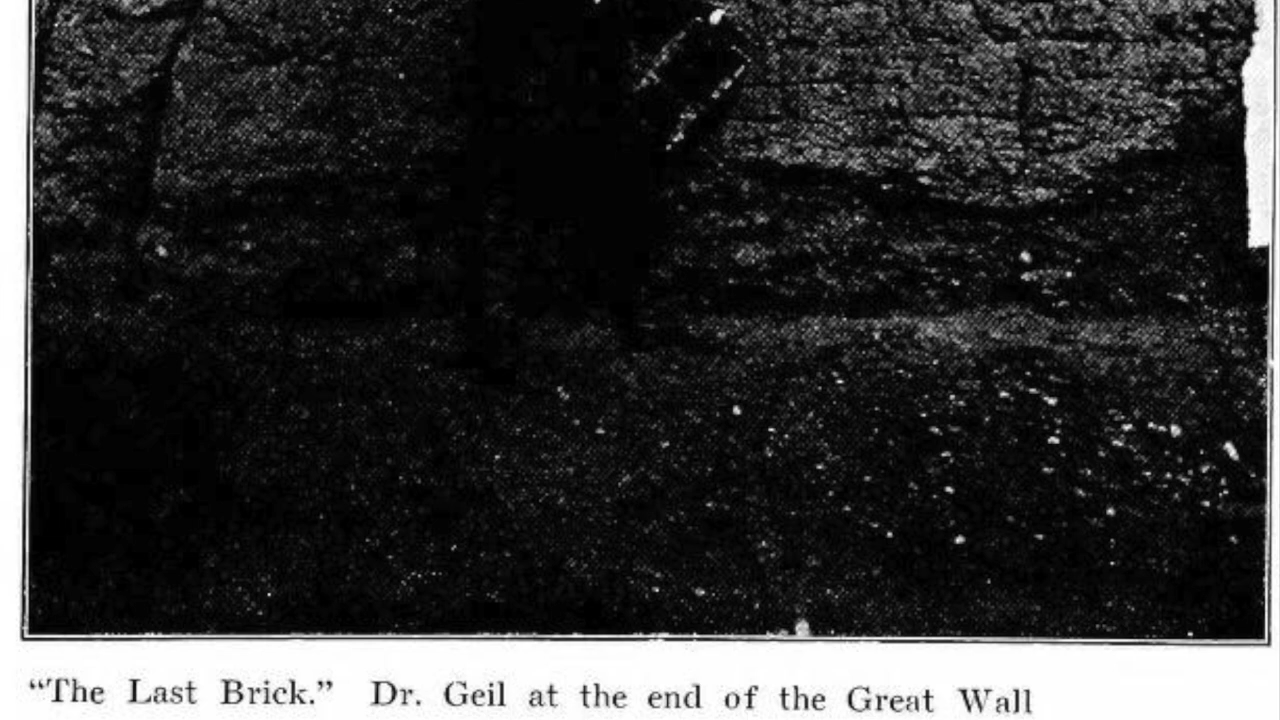 “The Last Brick.” Dr. Geil at the end of the Great Wall